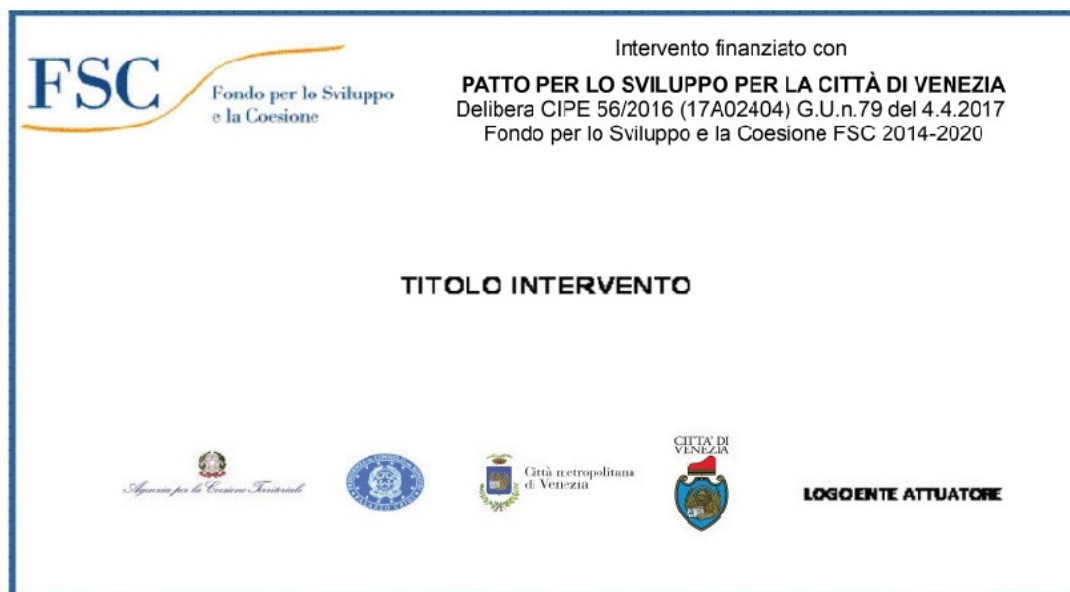 FSC
Fondo per lo Sviluppo
e la Coesione
Intervento finanziato con
PATTO PER LO SVILUPPO PER LA CITTÀ DI VENEZIA
Delibera CIPE 56/2016 (17A02404) G.U.n.79 del 4.4.2017
Fondo per lo Sviluppo e la Coesione FSC 2014-2020
TITOLO INTERVENTO
Agenzia per la Coesione Territoriale
Città metropolitana
di Venezia
CITTA' DI
VENEZIA
LOGO ENTE ATTUATORE